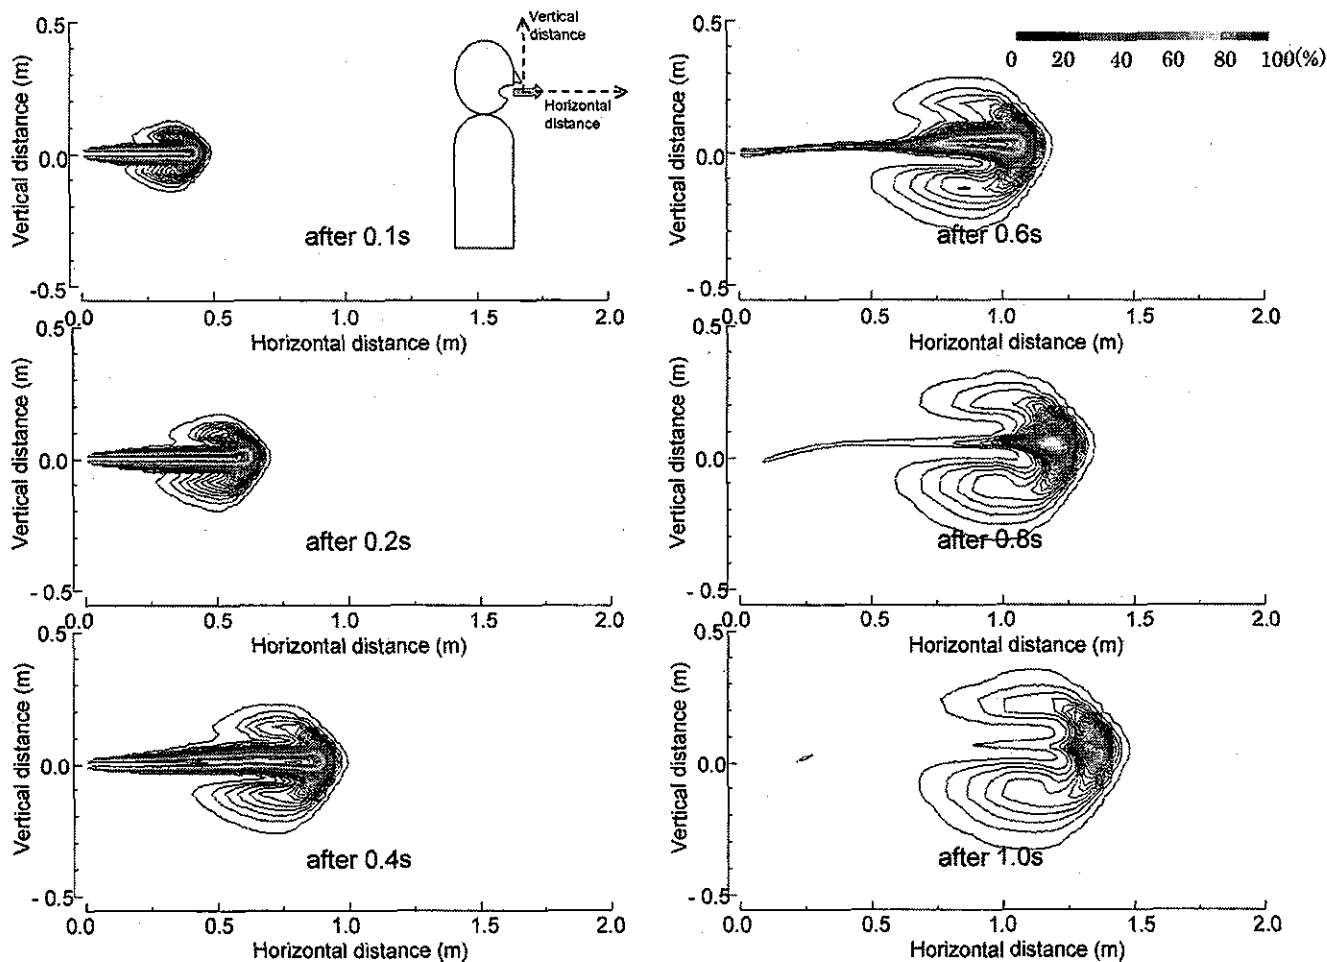 0.5
0.0
- 0.5
Vertical distance (m)
Vertical
distance
Horizontal
distance
after 0.1s
0.0 0.5 1.0 1.5 2.0
Horizontal distance (m)
0.5
0.0
- 0.5
Vertical distance (m)
after 0.2s
0.0 0.5 1.0 1.5 2.0
Horizontal distance (m)
0.5
0.0
- 0.5
Vertical distance (m)
after 0.4s
0.0 0.5 1.0 1.5 2.0
Horizontal distance (m)
0 20 40 60 80 100(%)
0.5
0.0
- 0.5
Vertical distance (m)
after 0.6s
0.0 0.5 1.0 1.5 2.0
Horizontal distance (m)
0.5
0.0
- 0.5
Vertical distance (m)
after 0.8s
0.0 0.5 1.0 1.5 2.0
Horizontal distance (m)
0.5
0.0
- 0.5
Vertical distance (m)
after 1.0s
0.0 0.5 1.0 1.5 2.0
Horizontal distance (m)